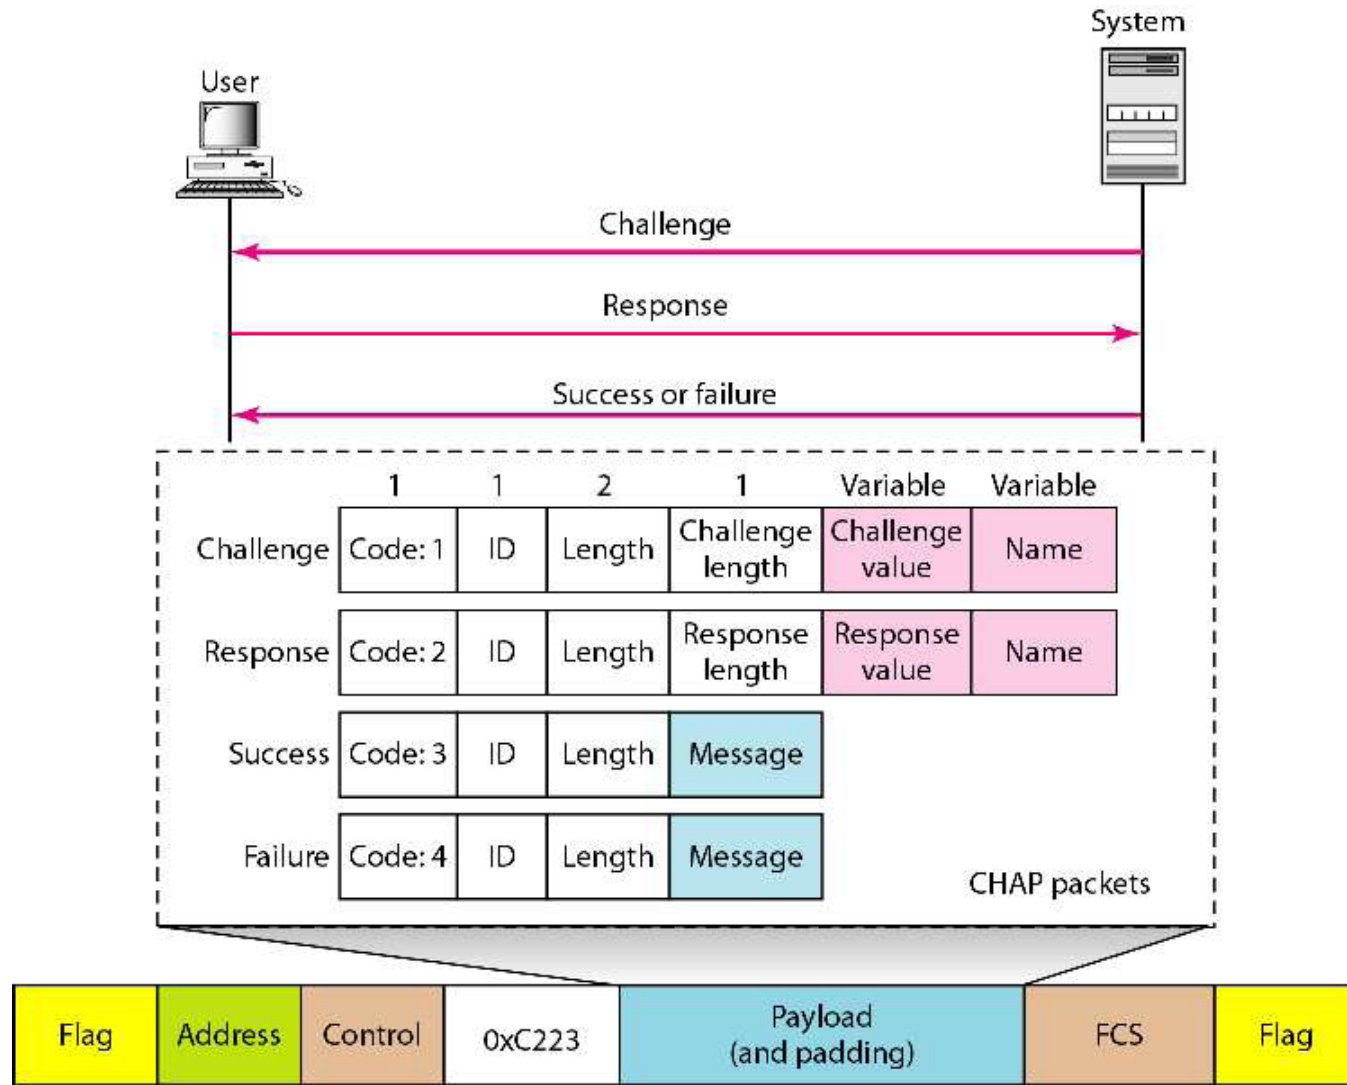 System
User
Challenge
Response
Success or failure
1 1 2 1 Variable Variable
Challenge Code: 1 ID Length Challenge length Challenge value Name
Response Code: 2 ID Length Response length Response value Name
Success Code: 3 ID Length Message
Failure Code: 4 ID Length Message
CHAP packets
Flag Address Control 0xC223 Payload (and padding) FCS Flag